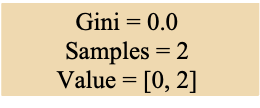 Gini = 0.0
Samples = 2
Value = [0, 2]